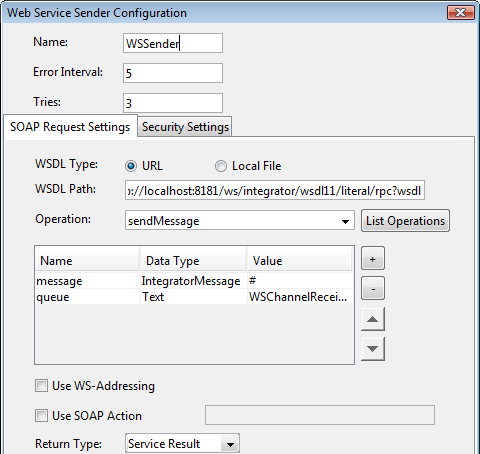 Web Service Sender Configuration
Name: WSSender
Error Interval: 5
Tries: 3
SOAP Request Settings Security Settings
WSDL Type: URL Local File
WSDL Path: ://localhost:8181/ws/integrator/wsdl11/literal/rpc?wsdl
Operation: sendMessage List Operations
Name Data Type Value +
message IntegratorMessage #
queue Text WSChannelRecei... -
Use WS-Addressing
Use SOAP Action
Return Type: Service Result